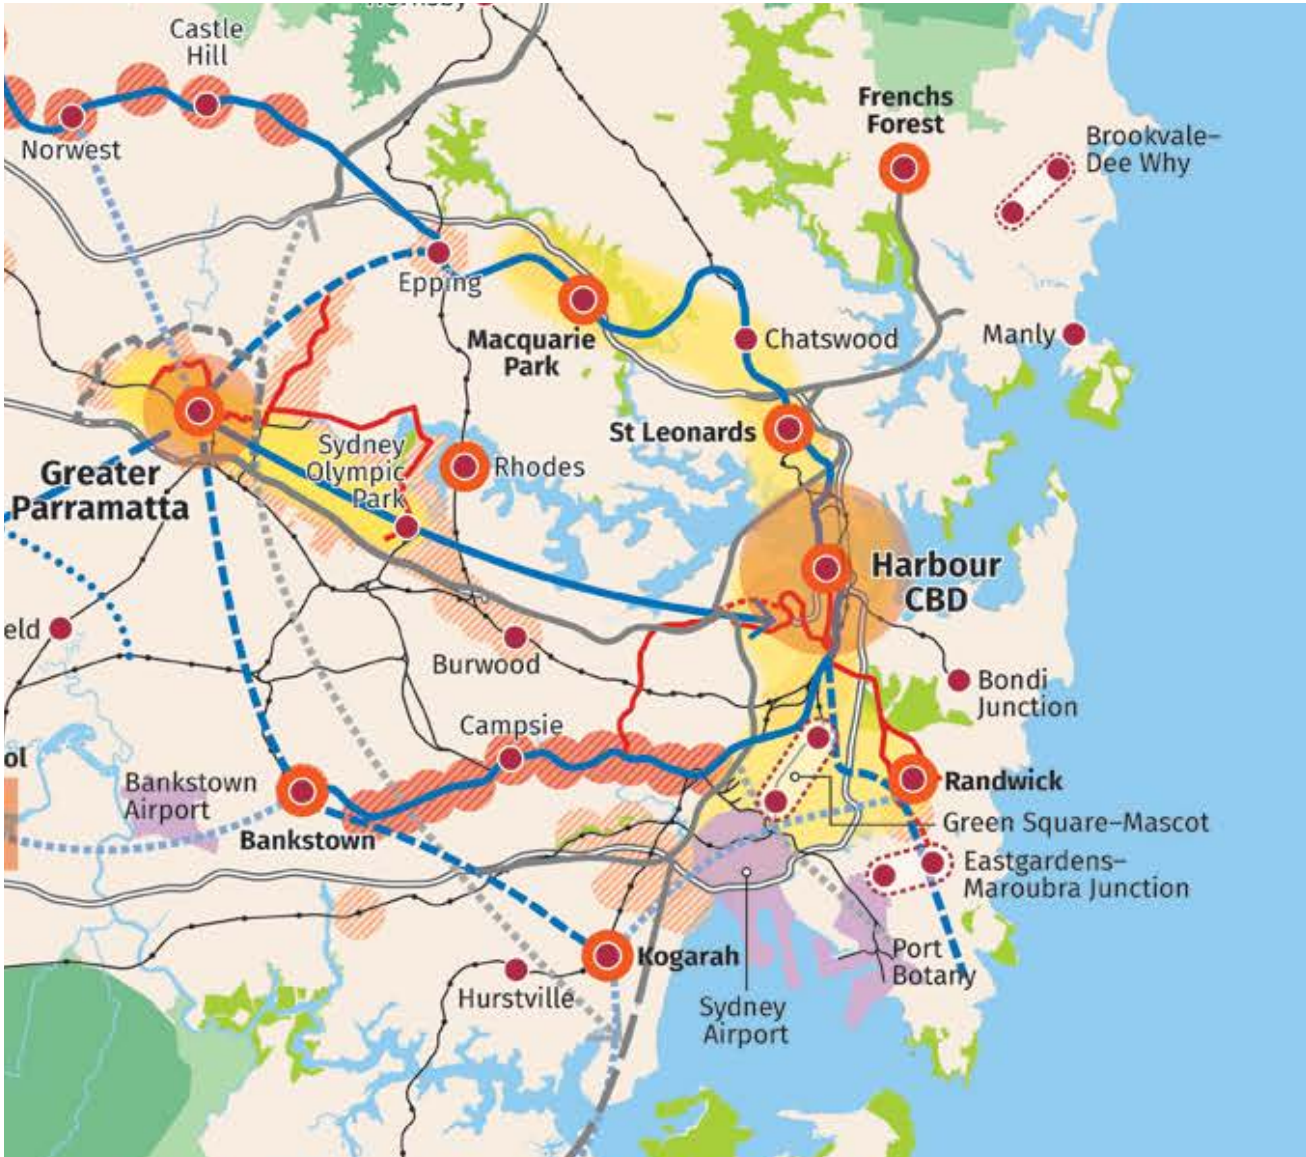 Hornsby
Castle
Hill
Norwest
Frenchs
Forest
Brookvale–
Dee Why
Epping
Macquarie
Park
Chatswood
Manly
St Leonards
Sydney
Olympic
Park
Rhodes
Greater
Parramatta
Harbour
CBD
eld
Burwood
Bondi
Junction
Campsie
ol
Bankstown
Airport
Bankstown
Randwick
Green Square–Mascot
Eastgardens–
Maroubra Junction
Kogarah
Port
Botany
Hurstville
Sydney
Airport